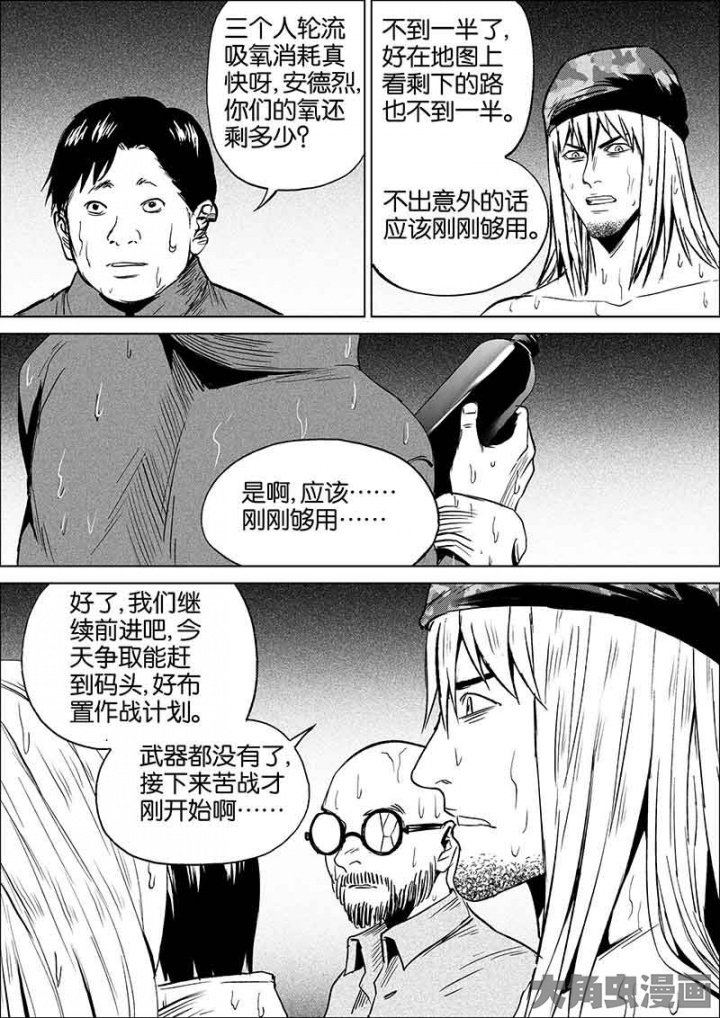 三个人轮流
吸氧消耗真
快呀，安德烈，
你们的氧还
剩多少？
不到一半了，
好在地图上
看剩下的路
也不到一半。
不出意外的话
应该刚刚够用。
是啊，应该……
刚刚够用……
好了，我们继
续前进吧，今
天争取能赶
到码头，好布
置作战计划。
武器都没有了，
接下来苦战才
刚开始啊……
大角虫漫画